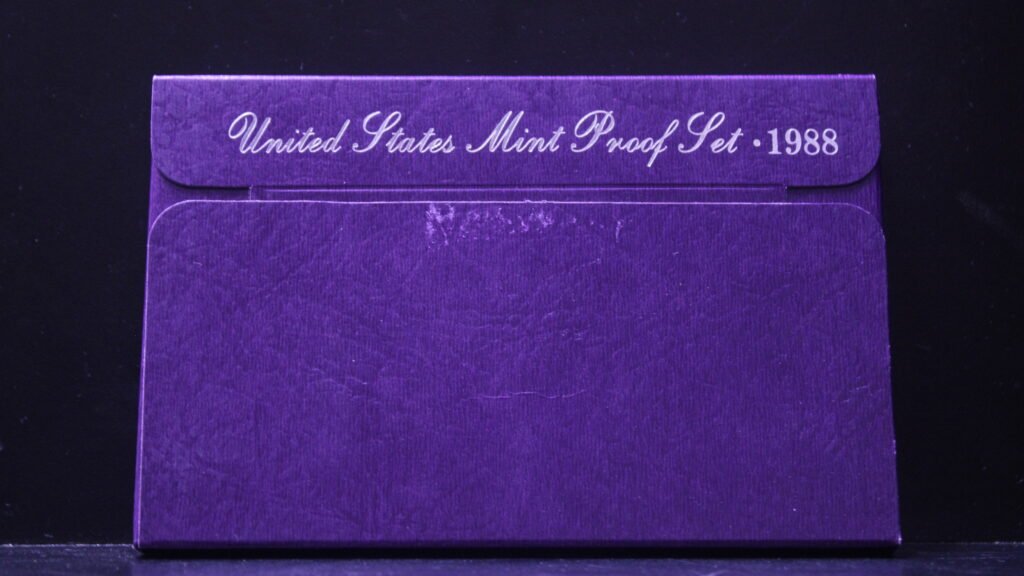 United States Mint Proof Set • 1988